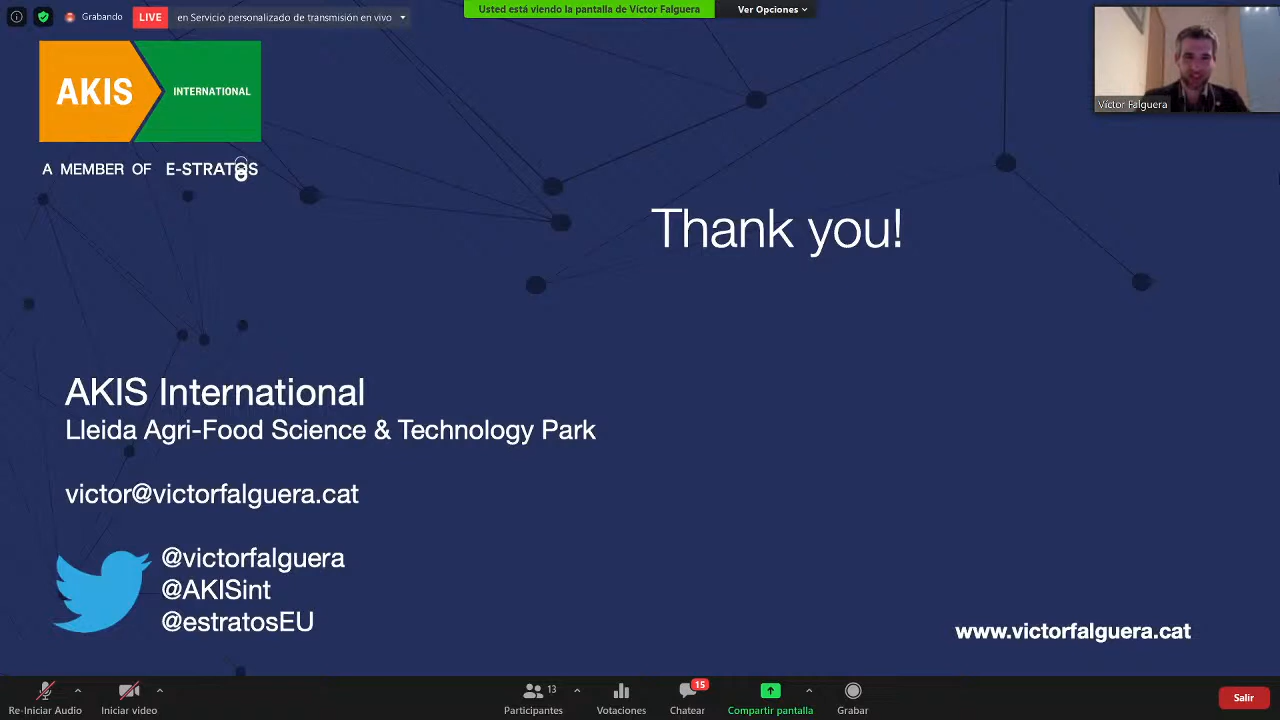 Grabando
LIVE
en Servicio personalizado de transmisión en vivo
Usted está viendo la pantalla de Víctor Falguera
Ver Opciones
AKIS
INTERNATIONAL
A MEMBER OF E-STRATOS
Víctor Falguera
Thank you!
AKIS International
Lleida Agri-Food Science & Technology Park
victor@victorfalguera.cat
@victorfalguera
@AKISint
@estratosEU
www.victorfalguera.cat
13
15
Re-Iniciar Audio
Iniciar video
Participantes
Votaciones
Chatear
Compartir pantalla
Grabar
Salir